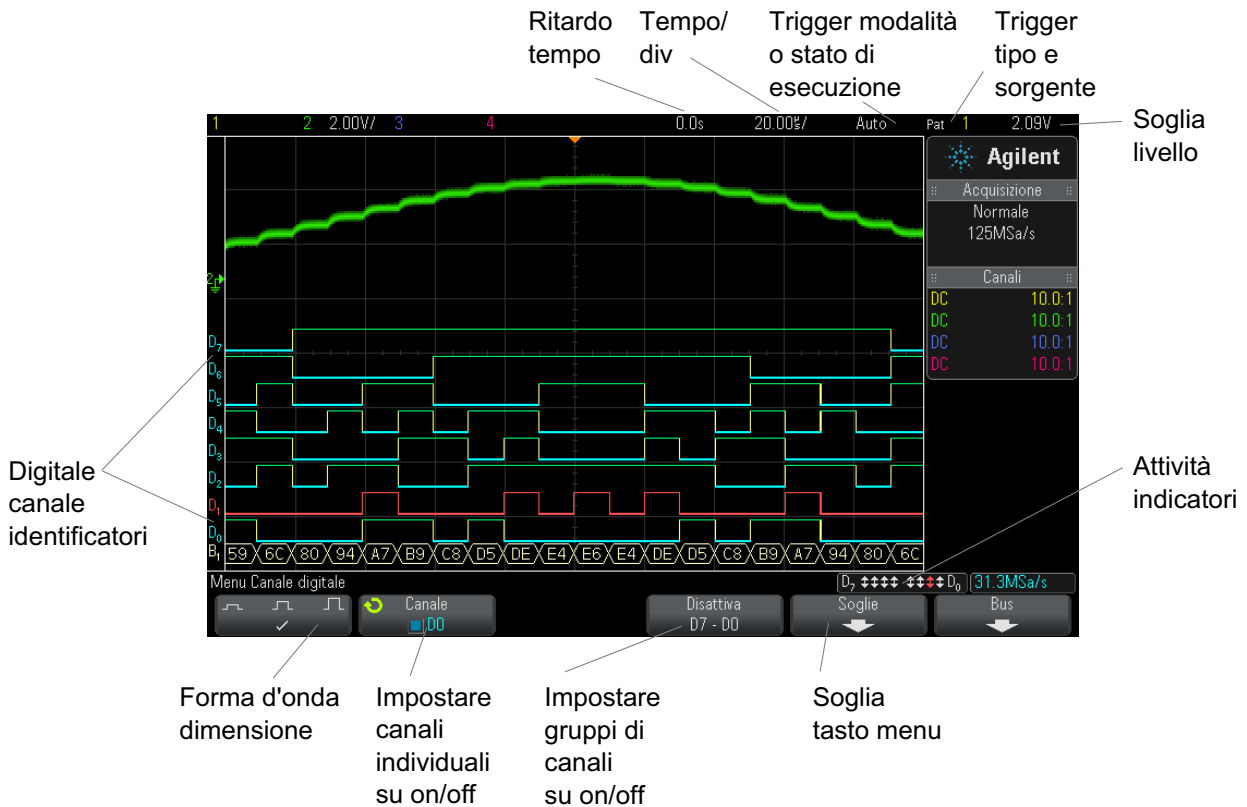 Ritardo
tempo
Tempo/
div
Trigger modalità
o stato di
esecuzione
Trigger
tipo e
sorgente
Soglia
livello
1 2 2.00V/ 3 4 0.0s 20.00µs/ Auto Pat 1 2.09V
Agilent
Acquisizione
Normale
125MSa/s
Canali
DC 10.0:1
DC 10.0:1
DC 10.0:1
DC 10.0:1
2
D7
D6
D5
D4
D3
D2
D1
D0
B1 59 6C 80 94 A7 B9 C8 D5 DE E4 E6 E4 DE D5 C8 B9 A7 94 80 6C
Digitale
canale
identificatori
Attività
indicatori
Menu Canale digitale
D7 D0 31.3MSa/s
Canale
D0
Disattiva
D7 - D0
Soglie
Bus
Forma d'onda
dimensione
Impostare
canali
individuali
su on/off
Impostare
gruppi di
canali
su on/off
Soglia
tasto menu